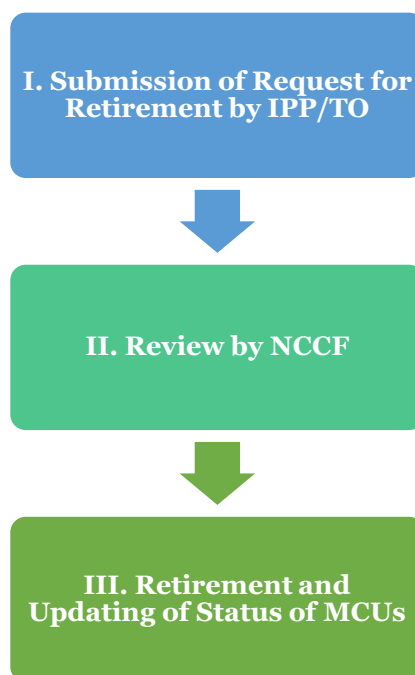 I. Submission of Request for
Retirement by IPP/TO
II. Review by NCCF
III. Retirement and
Updating of Status of MCUs